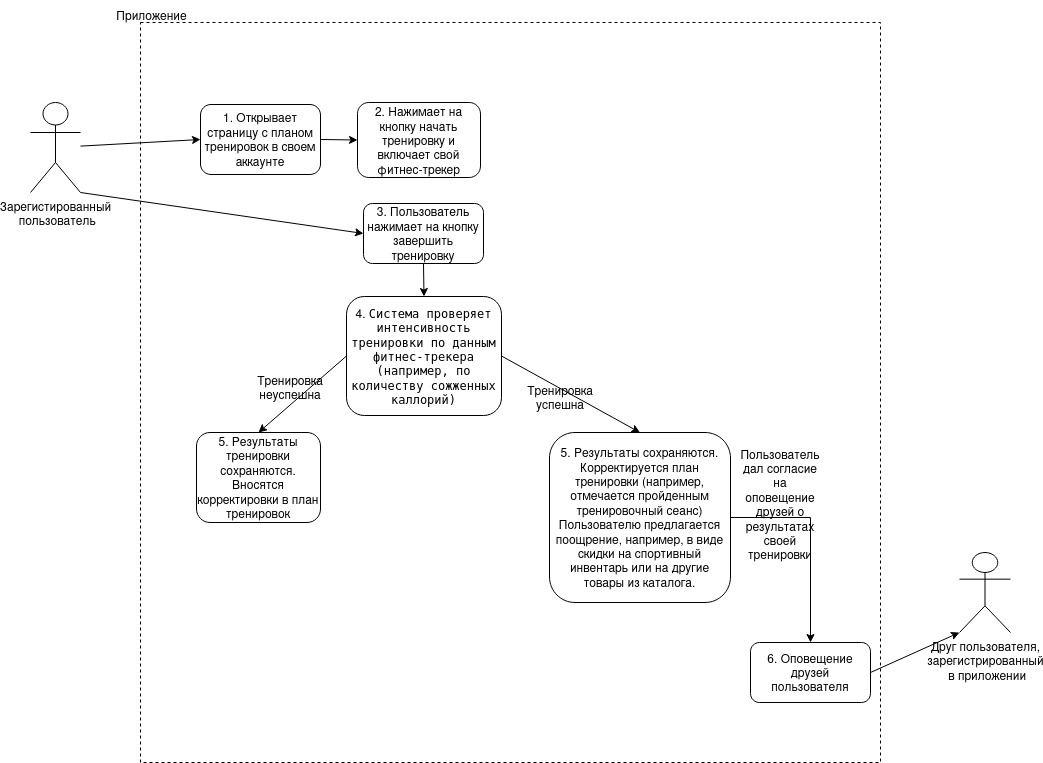 Приложение
1. Открывает
страницу с планом
тренировок в своем
аккаунте
2. Нажимает на
кнопку начать
тренировку и
включает свой
фитнес-трекер
Зарегистированный
пользователь
3. Пользователь
нажимает на кнопку
завершить
тренировку
4. Система проверяет
интенсивность
тренировки по данным
фитнес-трекера
(например, по
количеству сожженных
каллорий)
Тренировка
неуспешна
Тренировка
успешна
5. Результаты
тренировки
сохраняются.
Вносятся
корректировки в план
тренировок
5. Результаты сохраняются.
Корректируется план
тренировки (например,
отмечается пройденным
тренировочный сеанс)
Пользователю предлагается
поощрение, например, в виде
скидки на спортивный
инвентарь или на другие
товары из каталога.
Пользователь
дал согласие
на
оповещение
друзей о
результатах
своей
тренировки
6. Оповещение
друзей
пользователя
Друг пользователя,
зарегистрированный
в приложении